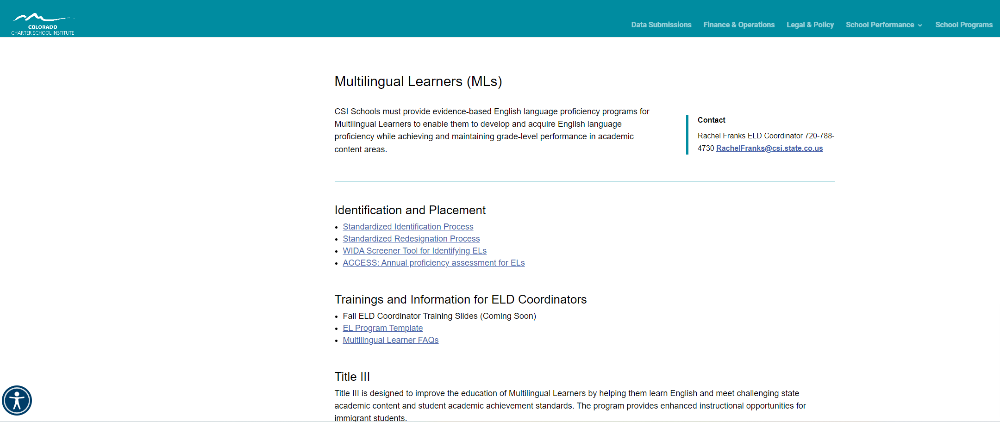 COLORADO
CHARTER SCHOOL INSTITUTE
Data Submissions Finance & Operations Legal & Policy School Performance School Programs
Multilingual Learners (MLs)
CSI Schools must provide evidence-based English language proficiency programs for
Multilingual Learners to enable them to develop and acquire English language
proficiency while achieving and maintaining grade-level performance in academic
content areas.
Contact
Rachel Franks ELD Coordinator 720-788-
4730 RachelFranks@csi.state.co.us
Identification and Placement
• Standardized Identification Process
• Standardized Redesignation Process
• WIDA Screener Tool for Identifying ELs
• ACCESS: Annual proficiency assessment for ELs
Trainings and Information for ELD Coordinators
• Fall ELD Coordinator Training Slides (Coming Soon)
• EL Program Template
• Multilingual Learner FAQs
Title III
Title III is designed to improve the education of Multilingual Learners by helping them learn English and meet challenging state
academic content and student academic achievement standards. The program provides enhanced instructional opportunities for
immigrant students.